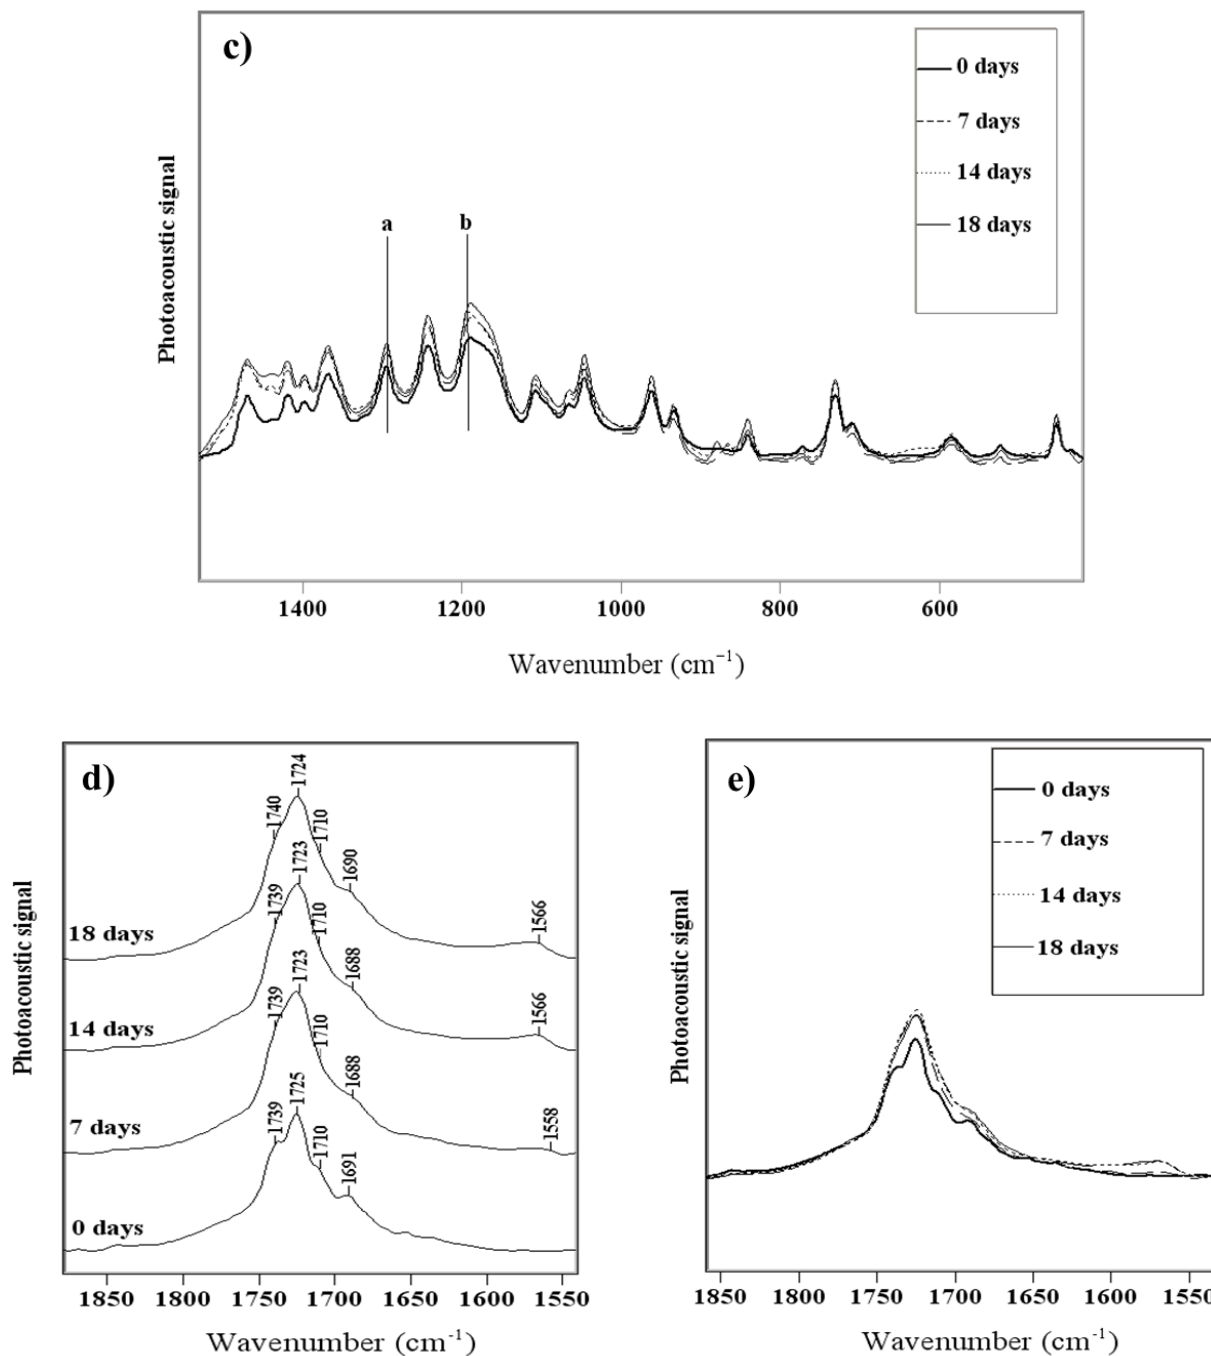 c)
Photoacoustic signal
0 days
7 days
14 days
18 days
a
b
1400 1200 1000 800 600
Wavenumber (cm⁻¹)
d)
Photoacoustic signal
1740 1724 1710 1690 1566
18 days
1739 1723 1710 1688 1566
14 days
1739 1723 1710 1688 1558
7 days
1739 1725 1710 1691
0 days
1850 1800 1750 1700 1650 1600 1550
Wavenumber (cm⁻¹)
e)
Photoacoustic signal
0 days
7 days
14 days
18 days
1850 1800 1750 1700 1650 1600 1550
Wavenumber (cm⁻¹)